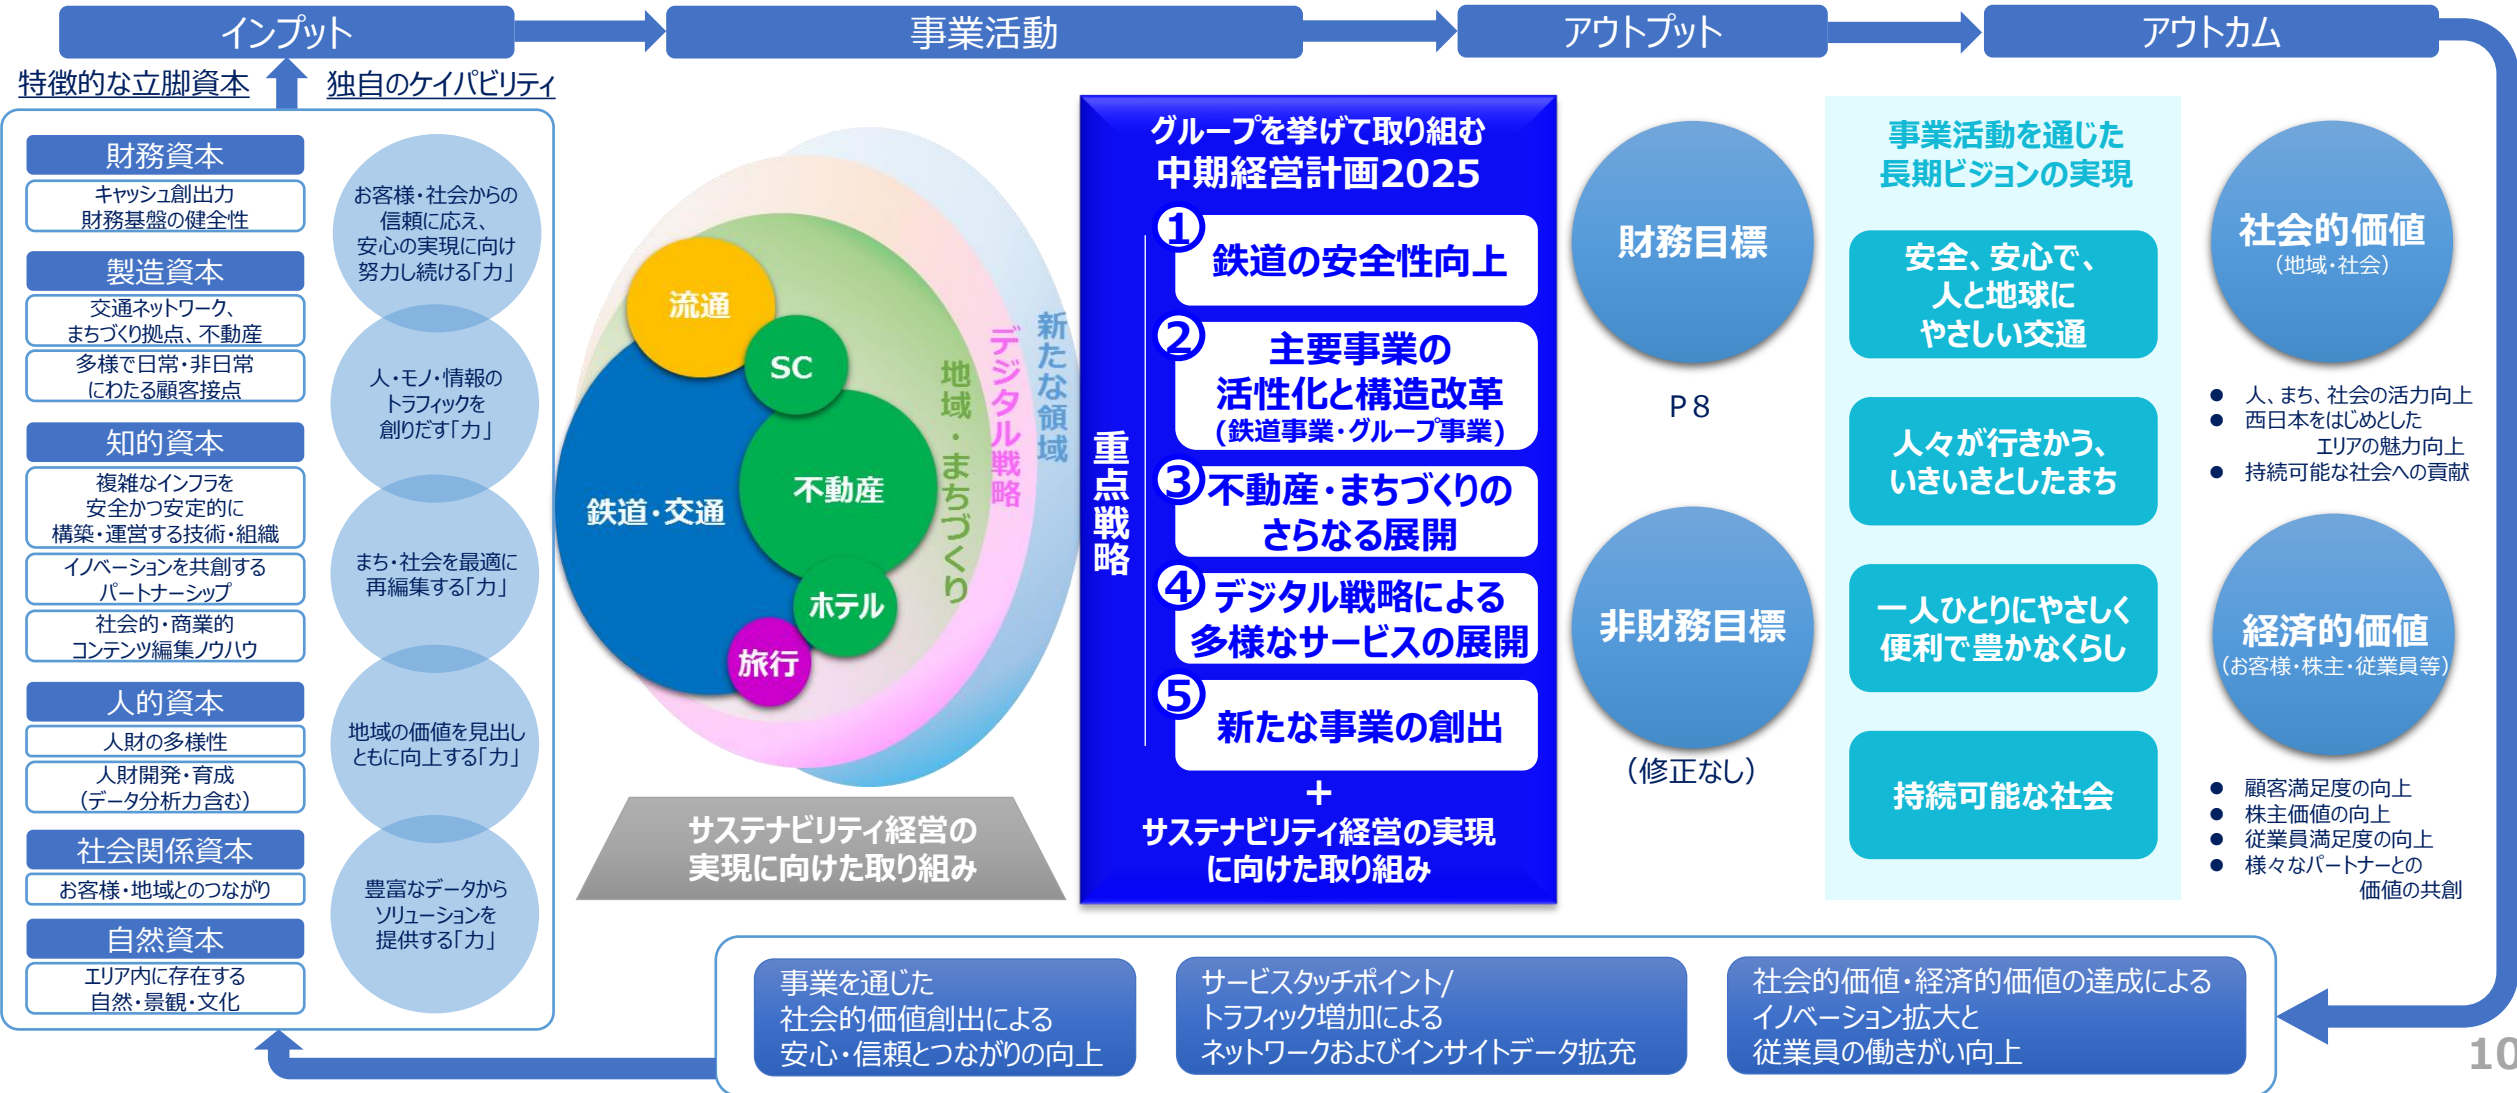 インプット
事業活動
アウトプット
アウトカム
特徴的な立脚資本
独自のケイパビリティ
財務資本
キャッシュ創出力
財務基盤の健全性
製造資本
交通ネットワーク、
まちづくり拠点、不動産
多様で日常・非日常
にわたる顧客接点
知的資本
複雑なインフラを
安全かつ安定的に
構築・運営する技術・組織
イノベーションを共創する
パートナーシップ
社会的・商業的
コンテンツ編集ノウハウ
人的資本
人財の多様性
人財開発・育成
(データ分析力含む)
社会関係資本
お客様・地域とのつながり
自然資本
エリア内に存在する
自然・景観・文化
お客様・社会からの
信頼に応え、
安心の実現に向け
努力し続ける「力」
人・モノ・情報の
トラフィックを
創りだす「力」
まち・社会を最適に
再編集する「力」
地域の価値を見出し
ともに向上する「力」
豊富なデータから
ソリューションを
提供する「力」
流通
SC
鉄道・交通
不動産
ホテル
旅行
地域・まちづくり
デジタル戦略
新たな領域
サステナビリティ経営の
実現に向けた取り組み
グループを挙げて取り組む
中期経営計画2025
重点戦略
①
鉄道の安全性向上
②
主要事業の
活性化と構造改革
(鉄道事業・グループ事業)
③
不動産・まちづくりの
さらなる展開
④
デジタル戦略による
多様なサービスの展開
⑤
新たな事業の創出
+
サステナビリティ経営の実現
に向けた取り組み
財務目標
P8
非財務目標
(修正なし)
事業活動を通じた
長期ビジョンの実現
安全、安心で、
人と地球に
やさしい交通
人々が行きかう、
いきいきとしたまち
一人ひとりにやさしく
便利で豊かなくらし
持続可能な社会
社会的価値
(地域・社会)
● 人、まち、社会の活力向上
● 西日本をはじめとした
エリアの魅力向上
● 持続可能な社会への貢献
経済的価値
(お客様・株主・従業員等)
● 顧客満足度の向上
● 株主価値の向上
● 従業員満足度の向上
● 様々なパートナーとの
価値の共創
事業を通じた
社会的価値創出による
安心・信頼とつながりの向上
サービスタッチポイント/
トラフィック増加による
ネットワークおよびインサイトデータ拡充
社会的価値・経済的価値の達成による
イノベーション拡大と
従業員の働きがい向上
10